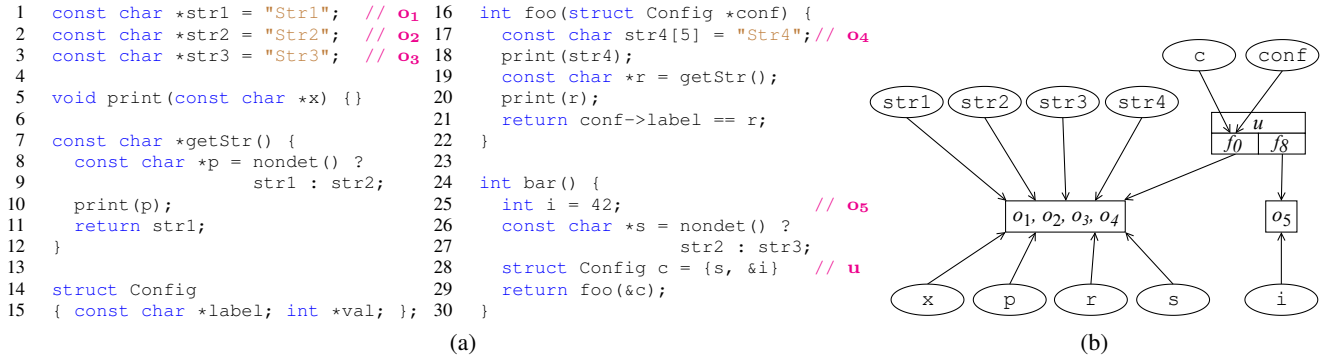 1 const char *str1 = "Str1"; // o1
2 const char *str2 = "Str2"; // o2
3 const char *str3 = "Str3"; // o3
4
5 void print(const char *x) {}
6
7 const char *getStr() {
8 const char *p = nondet() ?
9 str1 : str2;
10 print(p);
11 return str1;
12 }
13
14 struct Config
15 { const char *label; int *val; };
16 int foo(struct Config *conf) {
17 const char str4[5] = "Str4";// o4
18 print(str4);
19 const char *r = getStr();
20 print(r);
21 return conf->label == r;
22 }
23
24 int bar() {
25 int i = 42; // o5
26 const char *s = nondet() ?
27 str2 : str3;
28 struct Config c = {s, &i} // u
29 return foo(&c);
30 }
(a)
c conf
str1 str2 str3 str4
u
f0 f8
o1, o2, o3, o4 o5
x p r s i
(b)